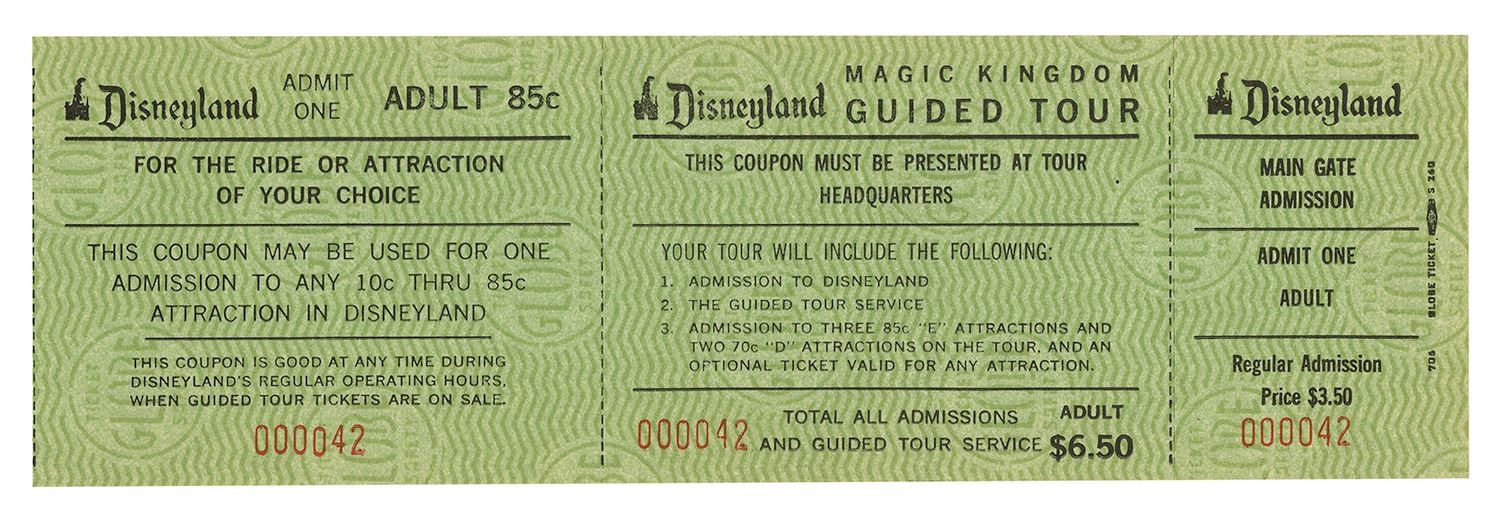 Disneyland
ADMIT
ONE
ADULT 85c
FOR THE RIDE OR ATTRACTION
OF YOUR CHOICE
THIS COUPON MAY BE USED FOR ONE
ADMISSION TO ANY 10c THRU 85c
ATTRACTION IN DISNEYLAND
THIS COUPON IS GOOD AT ANY TIME DURING
DISNEYLAND'S REGULAR OPERATING HOURS,
WHEN GUIDED TOUR TICKETS ARE ON SALE.
000042
Disneyland
MAGIC KINGDOM
GUIDED TOUR
THIS COUPON MUST BE PRESENTED AT TOUR
HEADQUARTERS
YOUR TOUR WILL INCLUDE THE FOLLOWING:
1. ADMISSION TO DISNEYLAND
2. THE GUIDED TOUR SERVICE
3. ADMISSION TO THREE 85c "E" ATTRACTIONS AND
TWO 70c "D" ATTRACTIONS ON THE TOUR, AND AN
OPTIONAL TICKET VALID FOR ANY ATTRACTION.
000042
TOTAL ALL ADMISSIONS
AND GUIDED TOUR SERVICE
ADULT
$6.50
Disneyland
MAIN GATE
ADMISSION
ADMIT ONE
ADULT
Regular Admission
Price $3.50
000042
706 GLOBE TICKET S 260